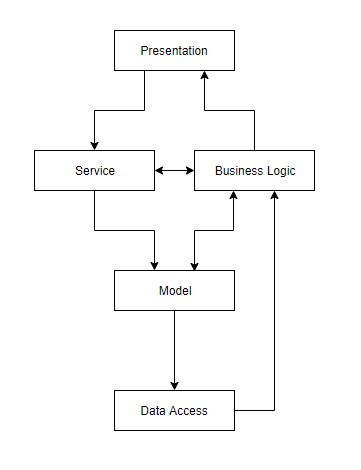 Presentation
Service
Business Logic
Model
Data Access